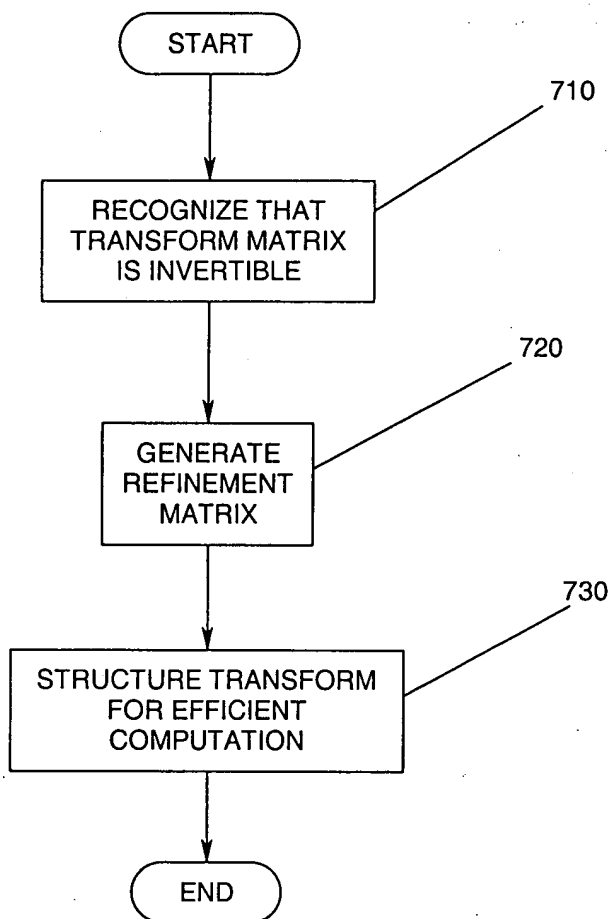 START
710
RECOGNIZE THAT
TRANSFORM MATRIX
IS INVERTIBLE
720
GENERATE
REFINEMENT
MATRIX
730
STRUCTURE TRANSFORM
FOR EFFICIENT
COMPUTATION
END